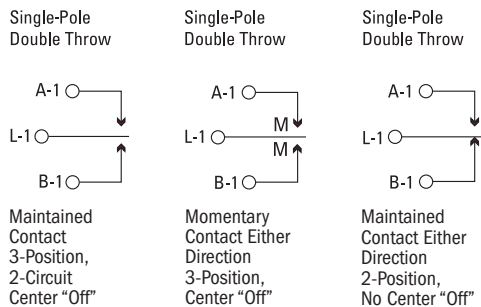 Single-Pole
Double Throw
A-1
L-1
B-1
Maintained
Contact
3-Position,
2-Circuit
Center “Off”
Single-Pole
Double Throw
A-1
M
L-1
M
B-1
Momentary
Contact Either
Direction
3-Position,
Center “Off”
Single-Pole
Double Throw
A-1
L-1
B-1
Maintained
Contact Either
Direction
2-Position,
No Center “Off”